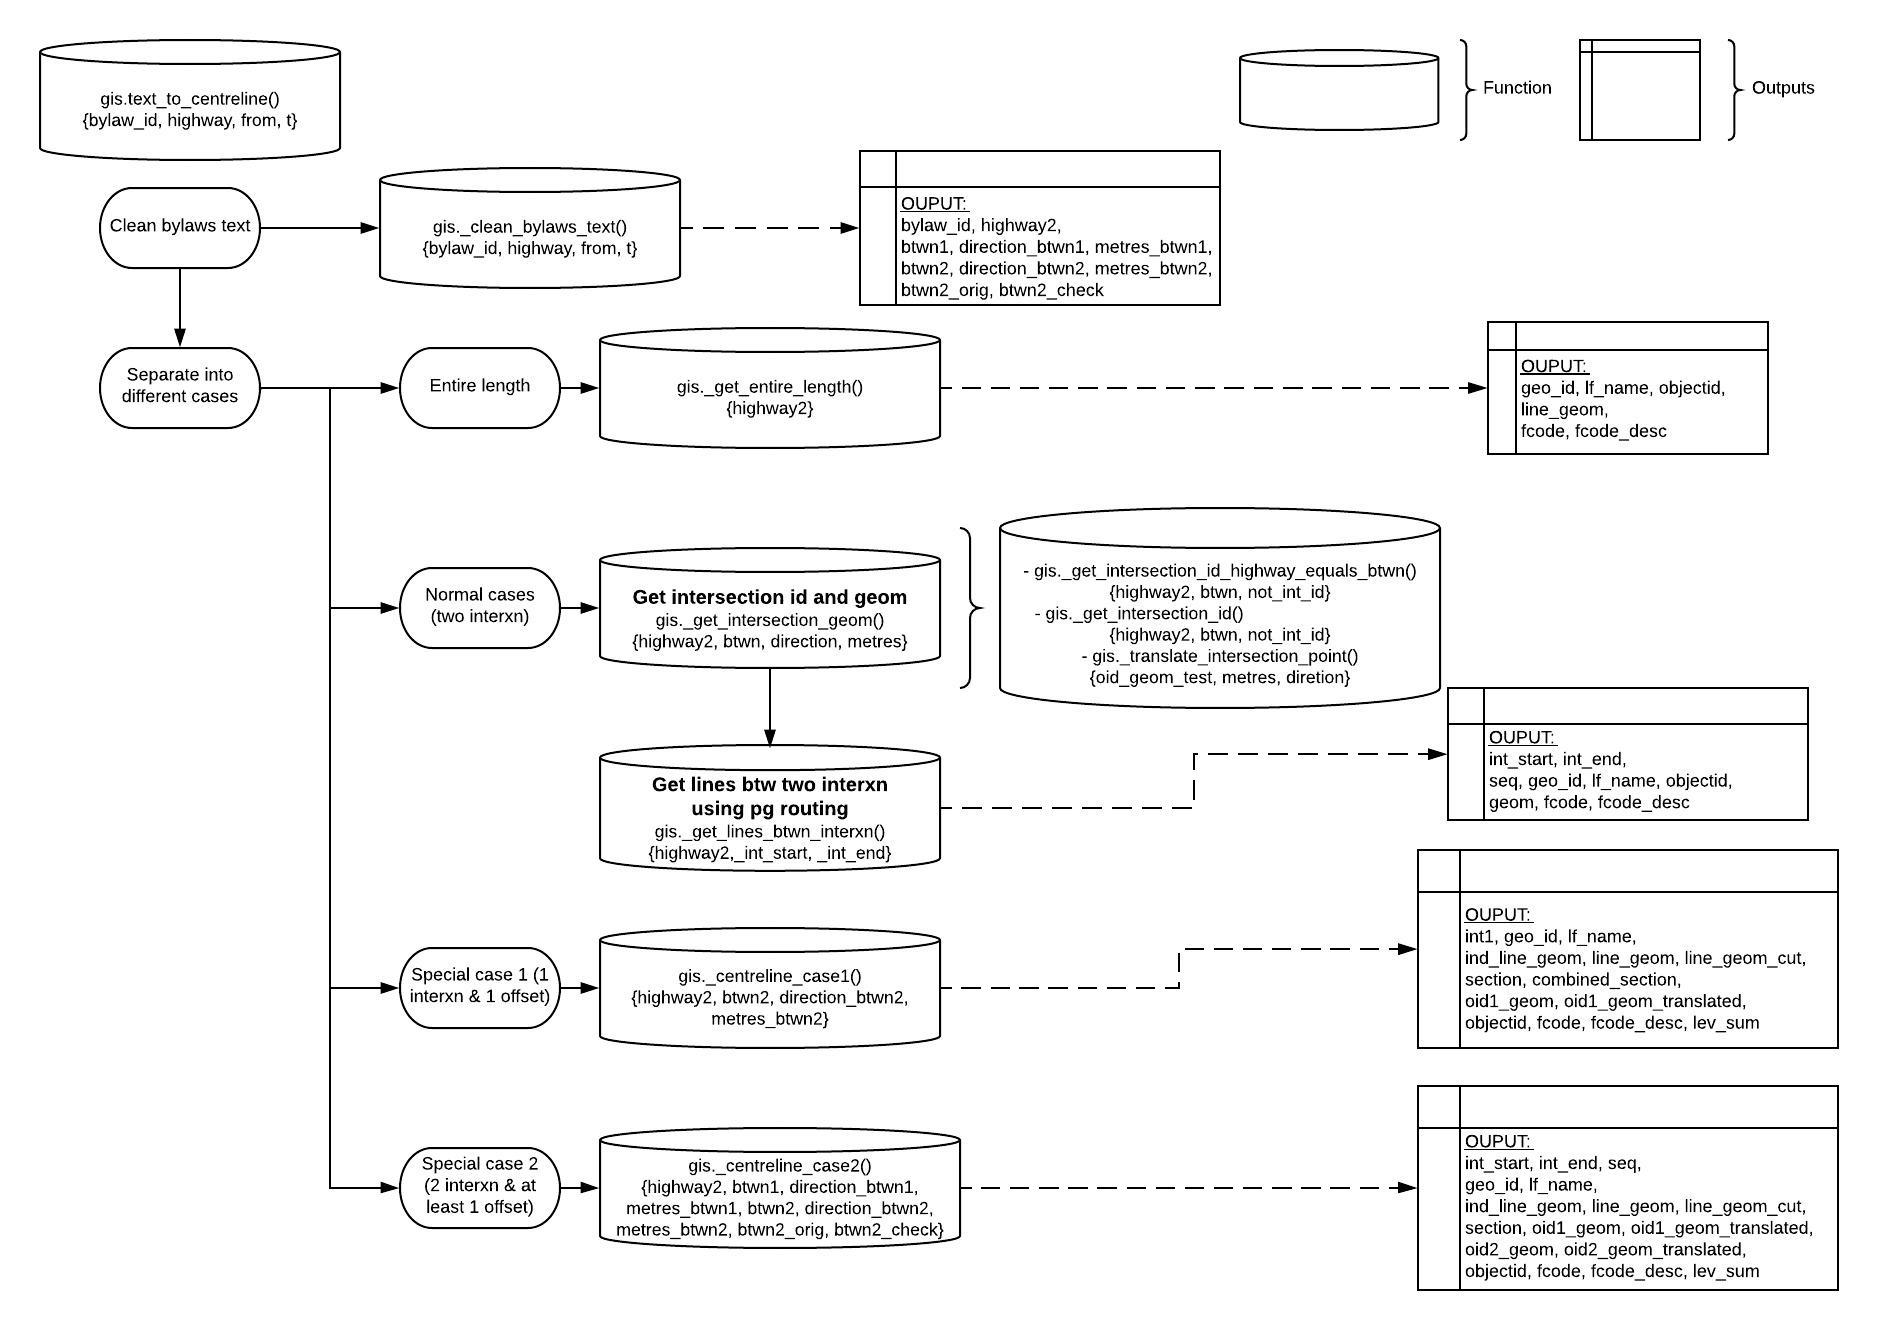 gis.text_to_centreline()
{bylaw_id, highway, from, t}
Function
Outputs
Clean bylaws text
gis._clean_bylaws_text()
{bylaw_id, highway, from, t}
OUPUT:
bylaw_id, highway2,
btwn1, direction_btwn1, metres_btwn1,
btwn2, direction_btwn2, metres_btwn2,
btwn2_orig, btwn2_check
Separate into
different cases
Entire length
gis._get_entire_length()
{highway2}
OUPUT:
geo_id, lf_name, objectid,
line_geom,
fcode, fcode_desc
Normal cases
(two interxn)
Get intersection id and geom
gis._get_intersection_geom()
{highway2, btwn, direction, metres}
- gis._get_intersection_id_highway_equals_btwn()
{highway2, btwn, not_int_id}
- gis._get_intersection_id()
{highway2, btwn, not_int_id}
- gis._translate_intersection_point()
{oid_geom_test, metres, diretion}
Get lines btw two interxn
using pg routing
gis._get_lines_btwn_interxn()
{highway2,_int_start, _int_end}
OUPUT:
int_start, int_end,
seq, geo_id, lf_name, objectid,
geom, fcode, fcode_desc
Special case 1 (1
interxn & 1 offset)
gis._centreline_case1()
{highway2, btwn2, direction_btwn2,
metres_btwn2}
OUPUT:
int1, geo_id, lf_name,
ind_line_geom, line_geom, line_geom_cut,
section, combined_section,
oid1_geom, oid1_geom_translated,
objectid, fcode, fcode_desc, lev_sum
Special case 2
(2 interxn & at
least 1 offset)
gis._centreline_case2()
{highway2, btwn1, direction_btwn1,
metres_btwn1, btwn2, direction_btwn2,
metres_btwn2, btwn2_orig, btwn2_check}
OUPUT:
int_start, int_end, seq,
geo_id, lf_name,
ind_line_geom, line_geom, line_geom_cut,
section, oid1_geom, oid1_geom_translated,
oid2_geom, oid2_geom_translated,
objectid, fcode, fcode_desc, lev_sum